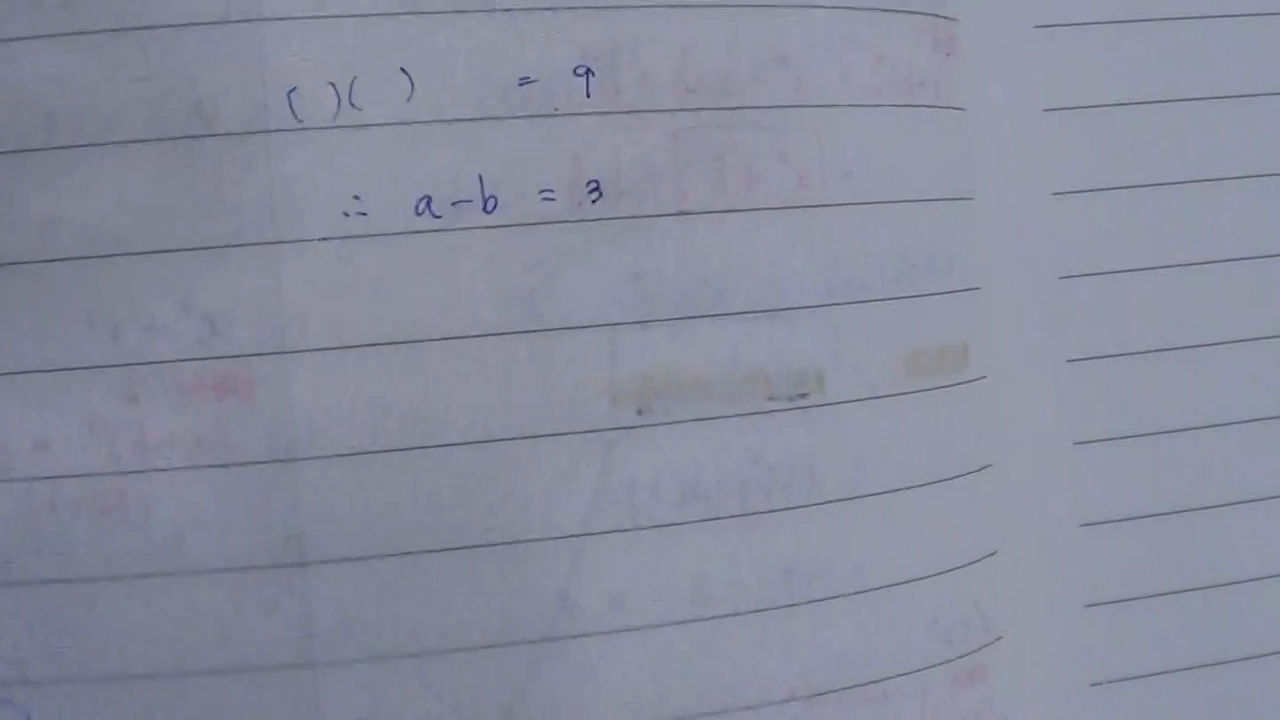 ( ) ( ) = 9
∴ a - b = 3